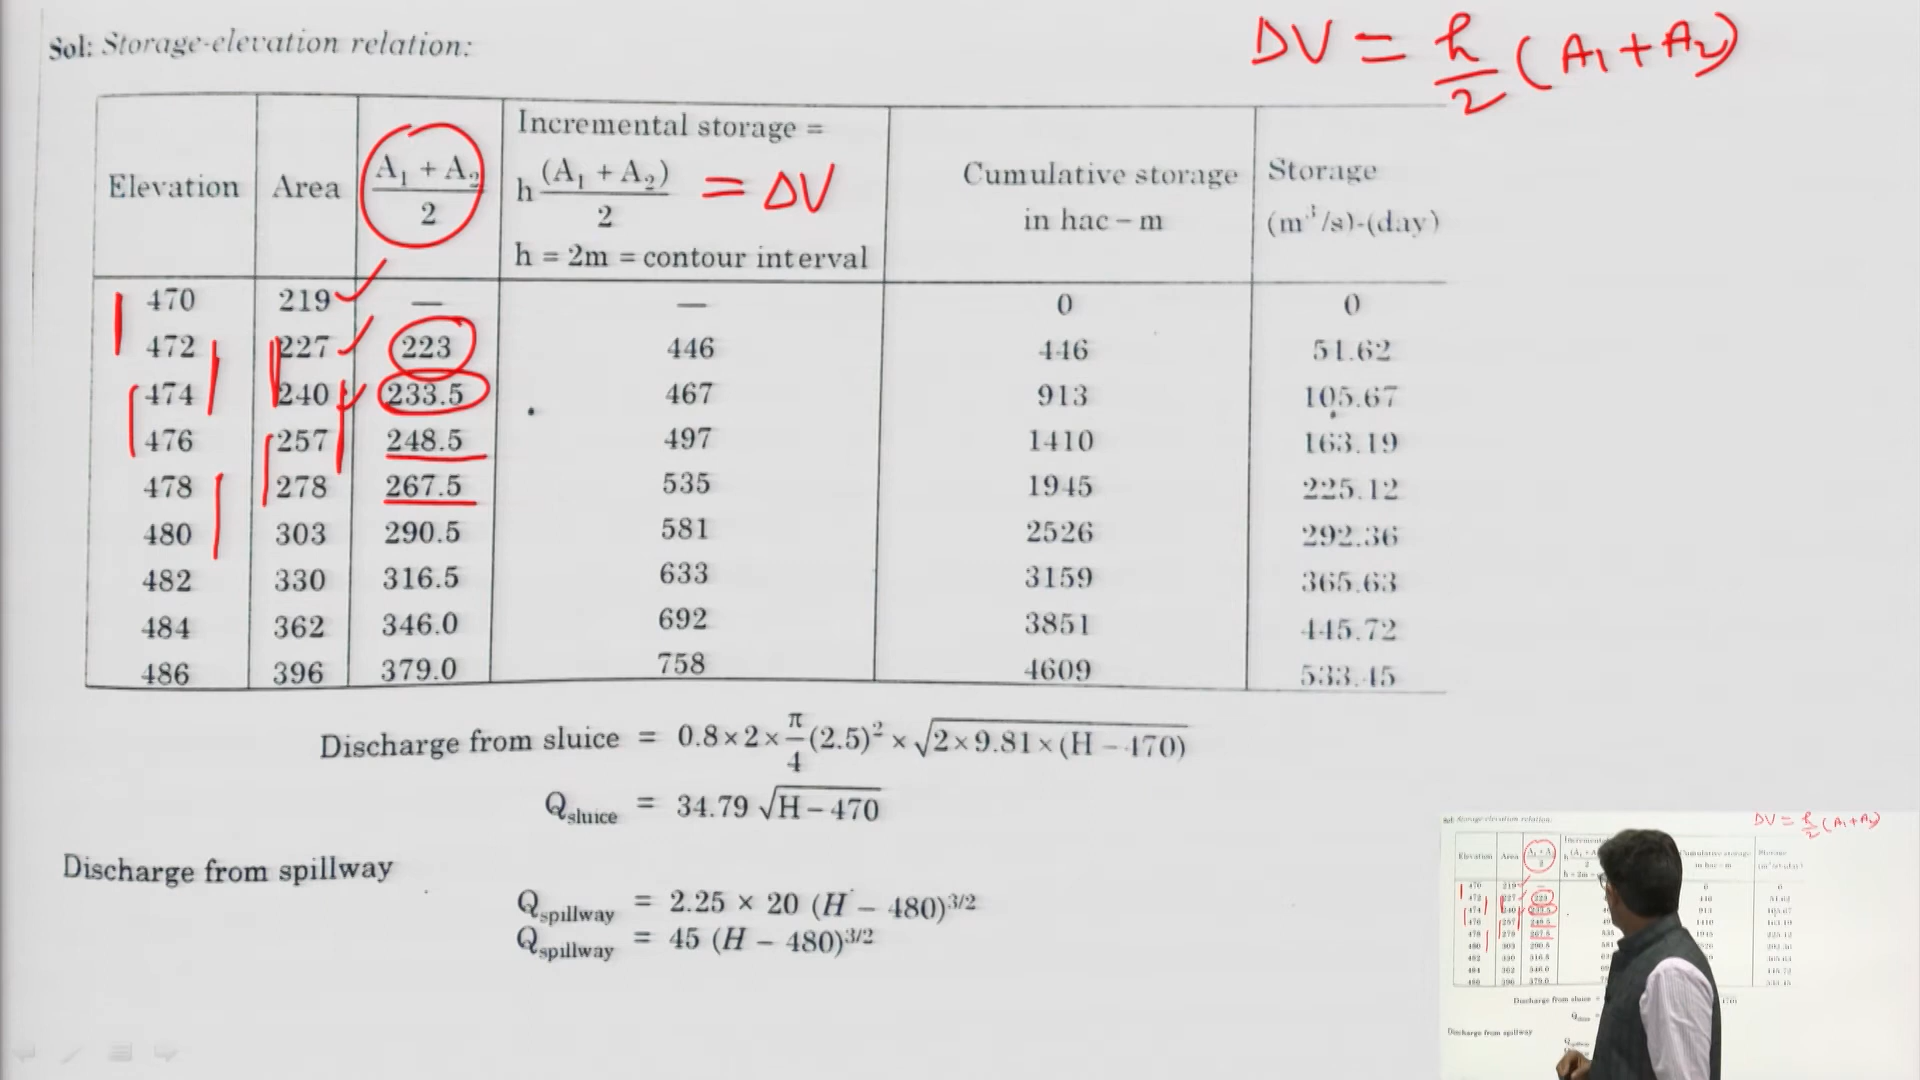 Sol: Storage-elevation relation:
DV = h/2 (A1 + A2)
Elevation | Area | A₁ + A₂ / 2 | Incremental storage = h (A₁ + A₂) / 2 = ΔV h = 2m = contour interval | Cumulative storage in hac – m | Storage (m³/s)-(day)
470 | 219 | — | — | 0 | 0
472 | 227 | 223 | 446 | 446 | 51.62
474 | 240 | 233.5 | 467 | 913 | 105.67
476 | 257 | 248.5 | 497 | 1410 | 163.19
478 | 278 | 267.5 | 535 | 1945 | 225.12
480 | 303 | 290.5 | 581 | 2526 | 292.36
482 | 330 | 316.5 | 633 | 3159 | 365.63
484 | 362 | 346.0 | 692 | 3851 | 445.72
486 | 396 | 379.0 | 758 | 4609 | 533.45
Discharge from sluice = 0.8 × 2 × π/4 (2.5)² × √(2 × 9.81 × (H – 470))
Qsluice = 34.79 √(H – 470)
Discharge from spillway
Qspillway = 2.25 × 20 (H – 480)³/²
Qspillway = 45 (H – 480)³/²